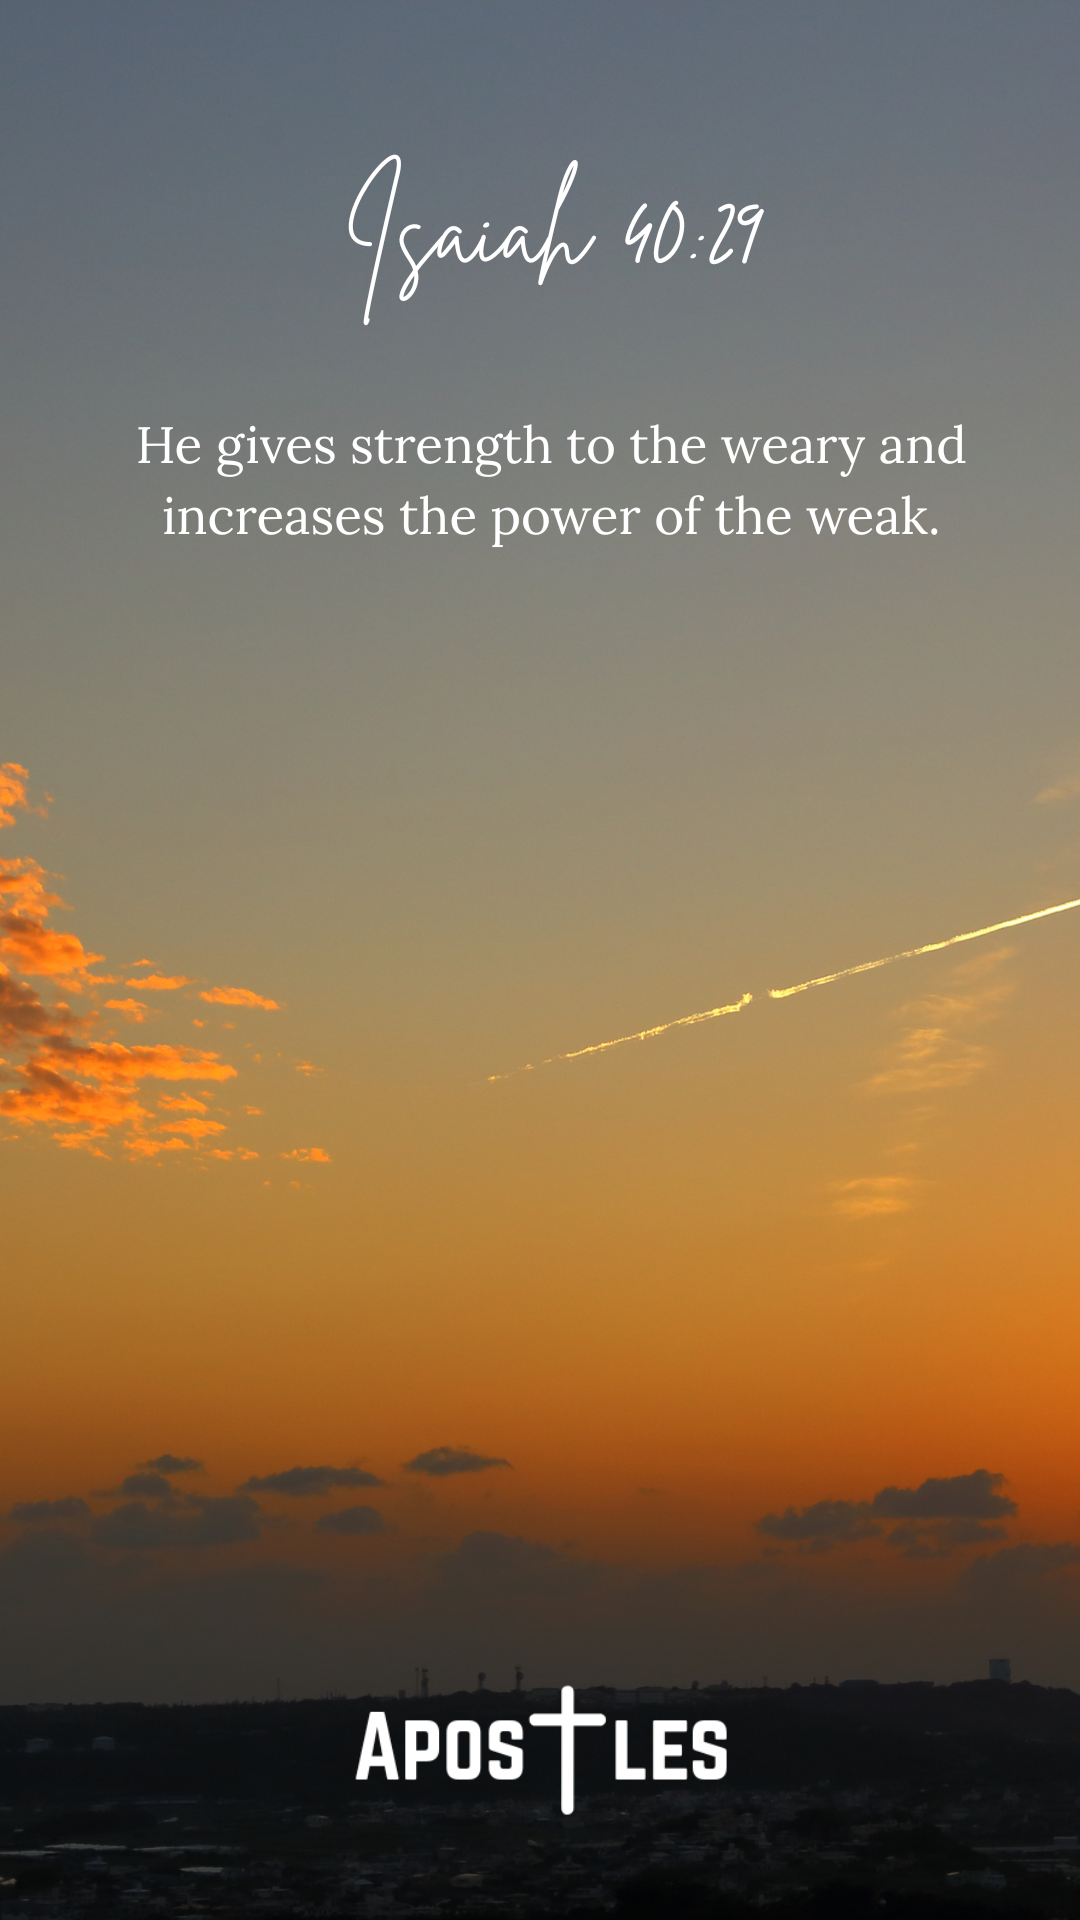 Isaiah 40:29
He gives strength to the weary and
increases the power of the weak.
APOSTLES